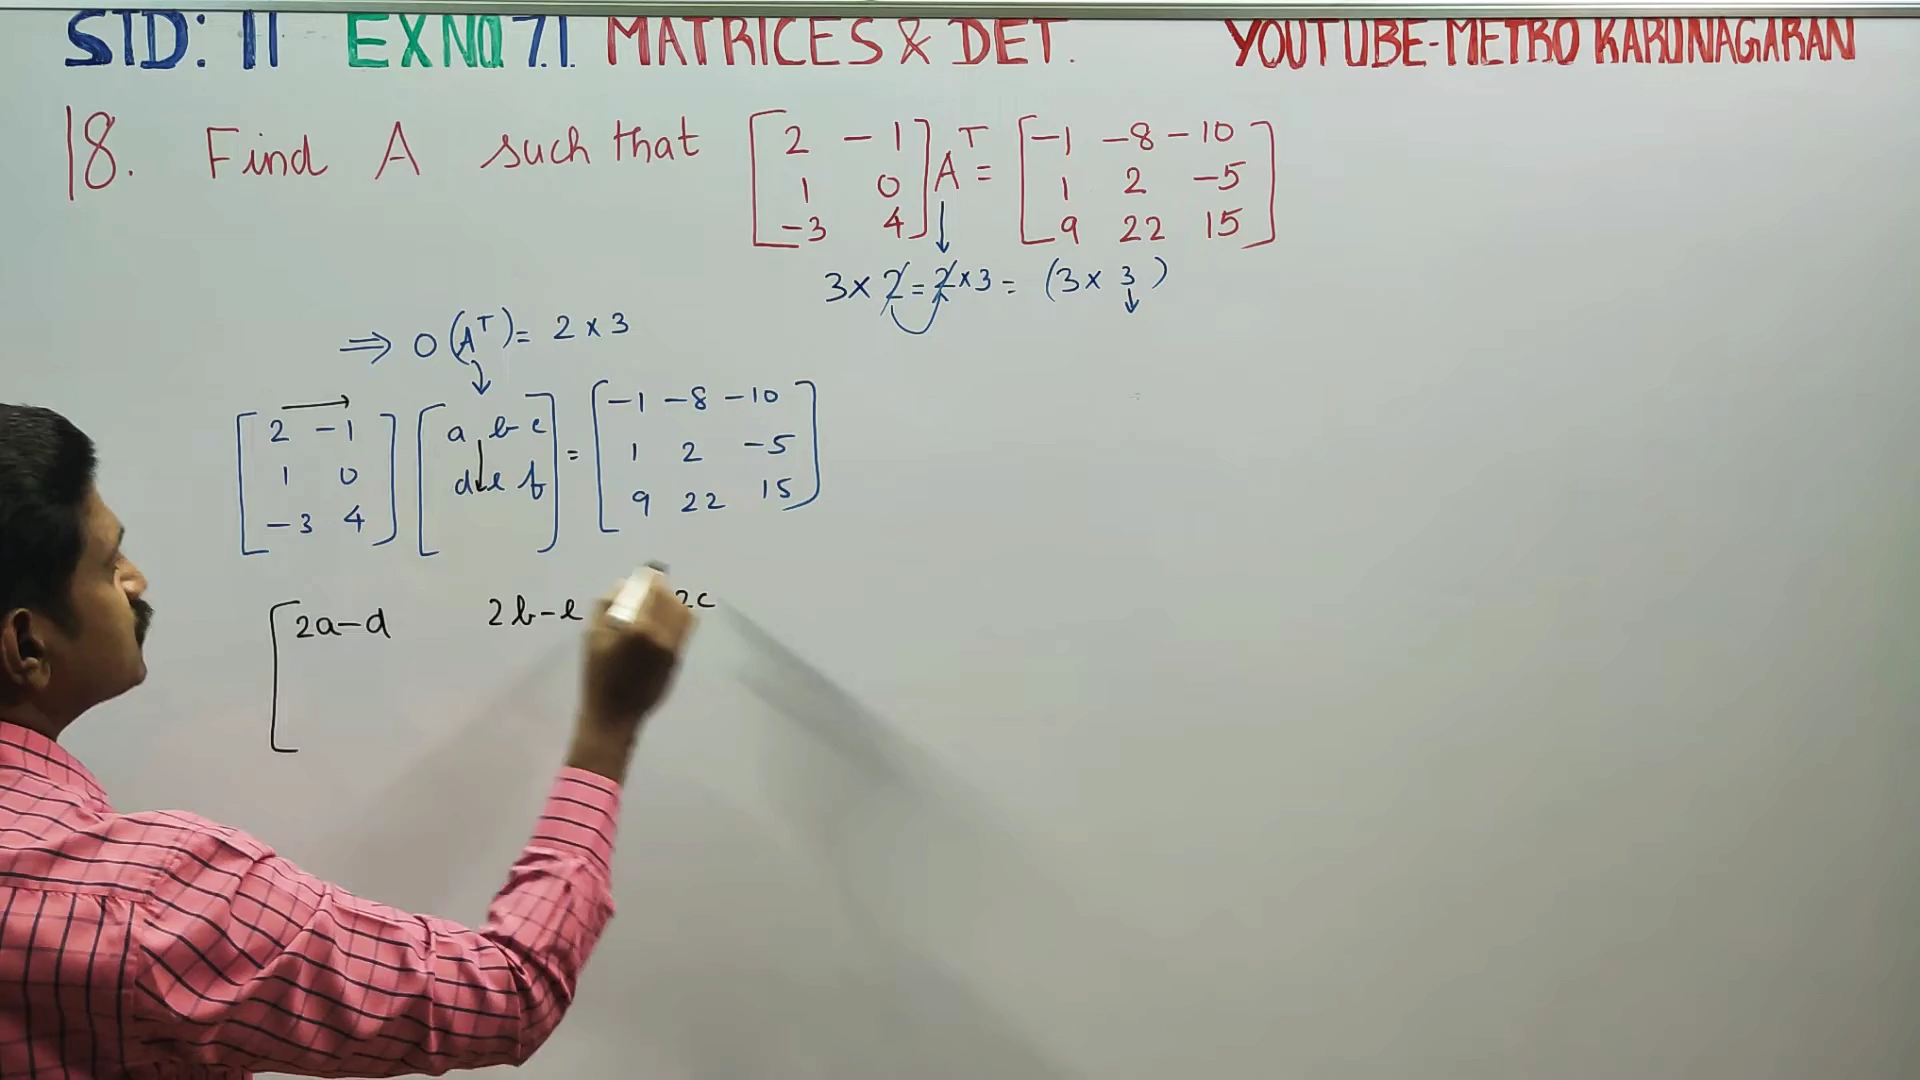 STD: 11 EX NO 7.1 MATRICES & DET. YOUTUBE-METRO KARUNAGARAN
18. Find A such that [2 -1] A^T = [-1 -8 -10]
1 0 1 2 -5
-3 4 9 22 15
3 × 2 = 2 × 3 = (3 × 3)
⇒ O(A^T) = 2 × 3
[2 -1] [a b c] = [-1 -8 -10]
1 0 d e f 1 2 -5
-3 4 9 22 15
[2a-d 2b-e 2c